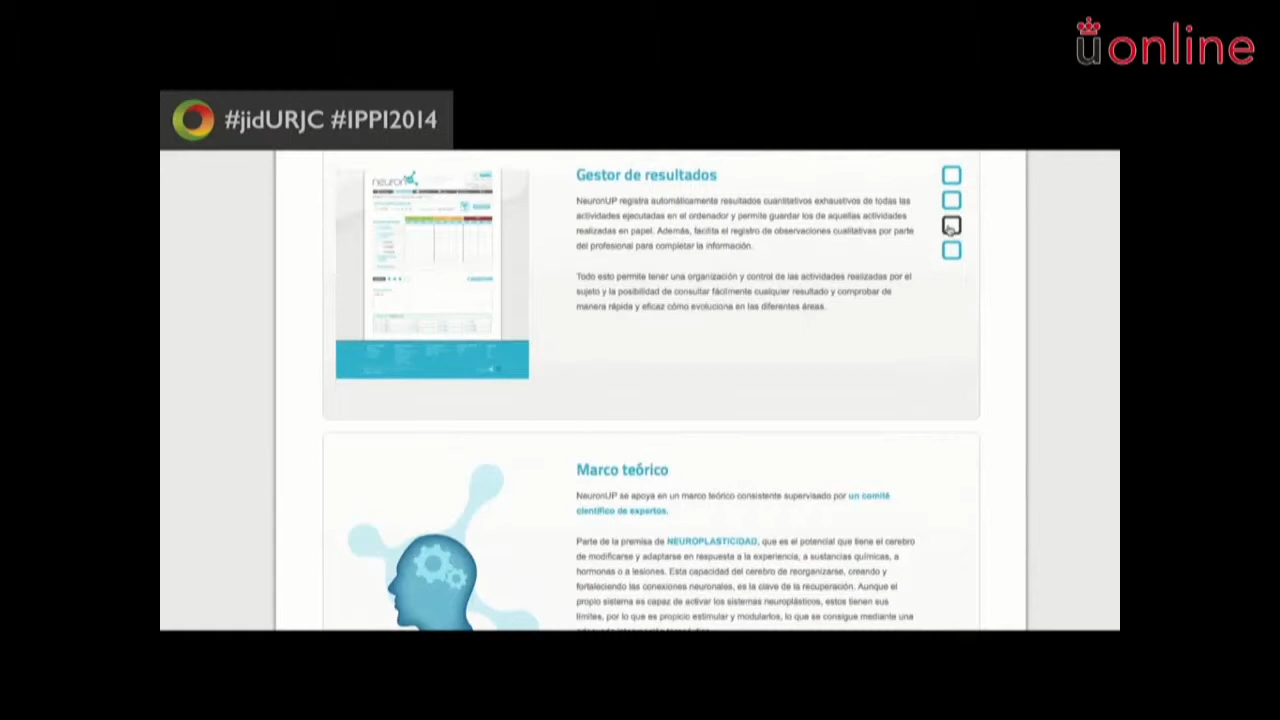 uonline
#jidURJC #IPPI2014
neuron
Gestor de resultados
NeuronUP registra automáticamente resultados cuantitativos exhaustivos de todas las
actividades ejecutadas en el ordenador y permite guardar los de aquellas actividades
realizadas en papel. Además, facilita el registro de observaciones cualitativas por parte
del profesional para completar la información.
Todo esto permite tener una organización y control de las actividades realizadas por el
sujeto y la posibilidad de consultar fácilmente cualquier resultado y comprobar de
manera rápida y eficaz cómo evoluciona en las diferentes áreas.
Marco teórico
NeuronUP se apoya en un marco teórico consistente supervisado por un comité
científico de expertos.
Parte de la premisa de NEUROPLASTICIDAD, que es el potencial que tiene el cerebro
de modificarse y adaptarse en respuesta a la experiencia, a sustancias químicas, a
hormonas o a lesiones. Esta capacidad del cerebro de reorganizarse, creando y
fortaleciendo las conexiones neuronales, es la clave de la recuperación. Aunque el
propio sistema es capaz de activar los sistemas neuroplásticos, estos tienen sus
límites, por lo que es propicio estimular y modularlos, lo que se consigue mediante una